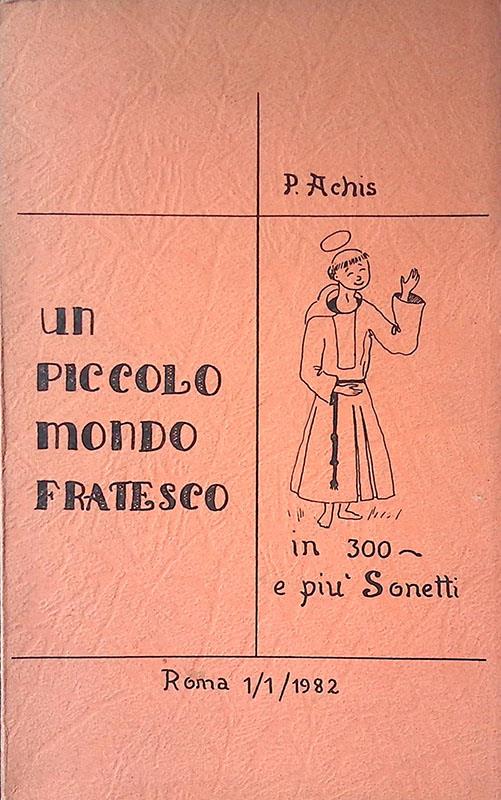 P. Achis
un
PICCOLO
MONDO
FRATESCO
in 300~
e piu' Sonetti
Roma 1/1/1982